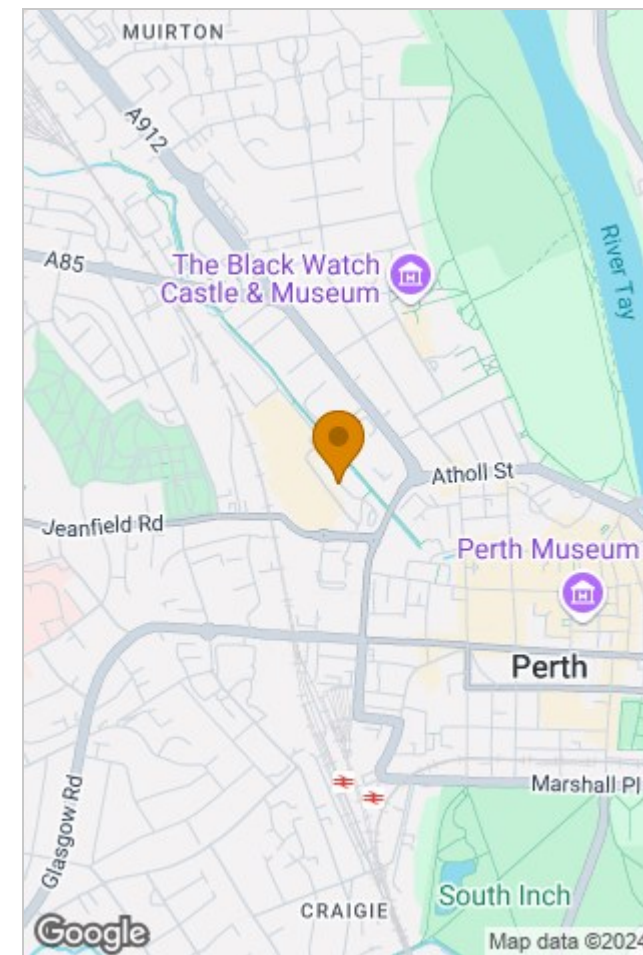 MUIRTON
A912
A85
The Black Watch
Castle & Museum
River Tay
Atholl St
Jeanfield Rd
Perth Museum
Perth
Glasgow Rd
Marshall Pl
South Inch
CRAIGIE
Google
Map data ©2024